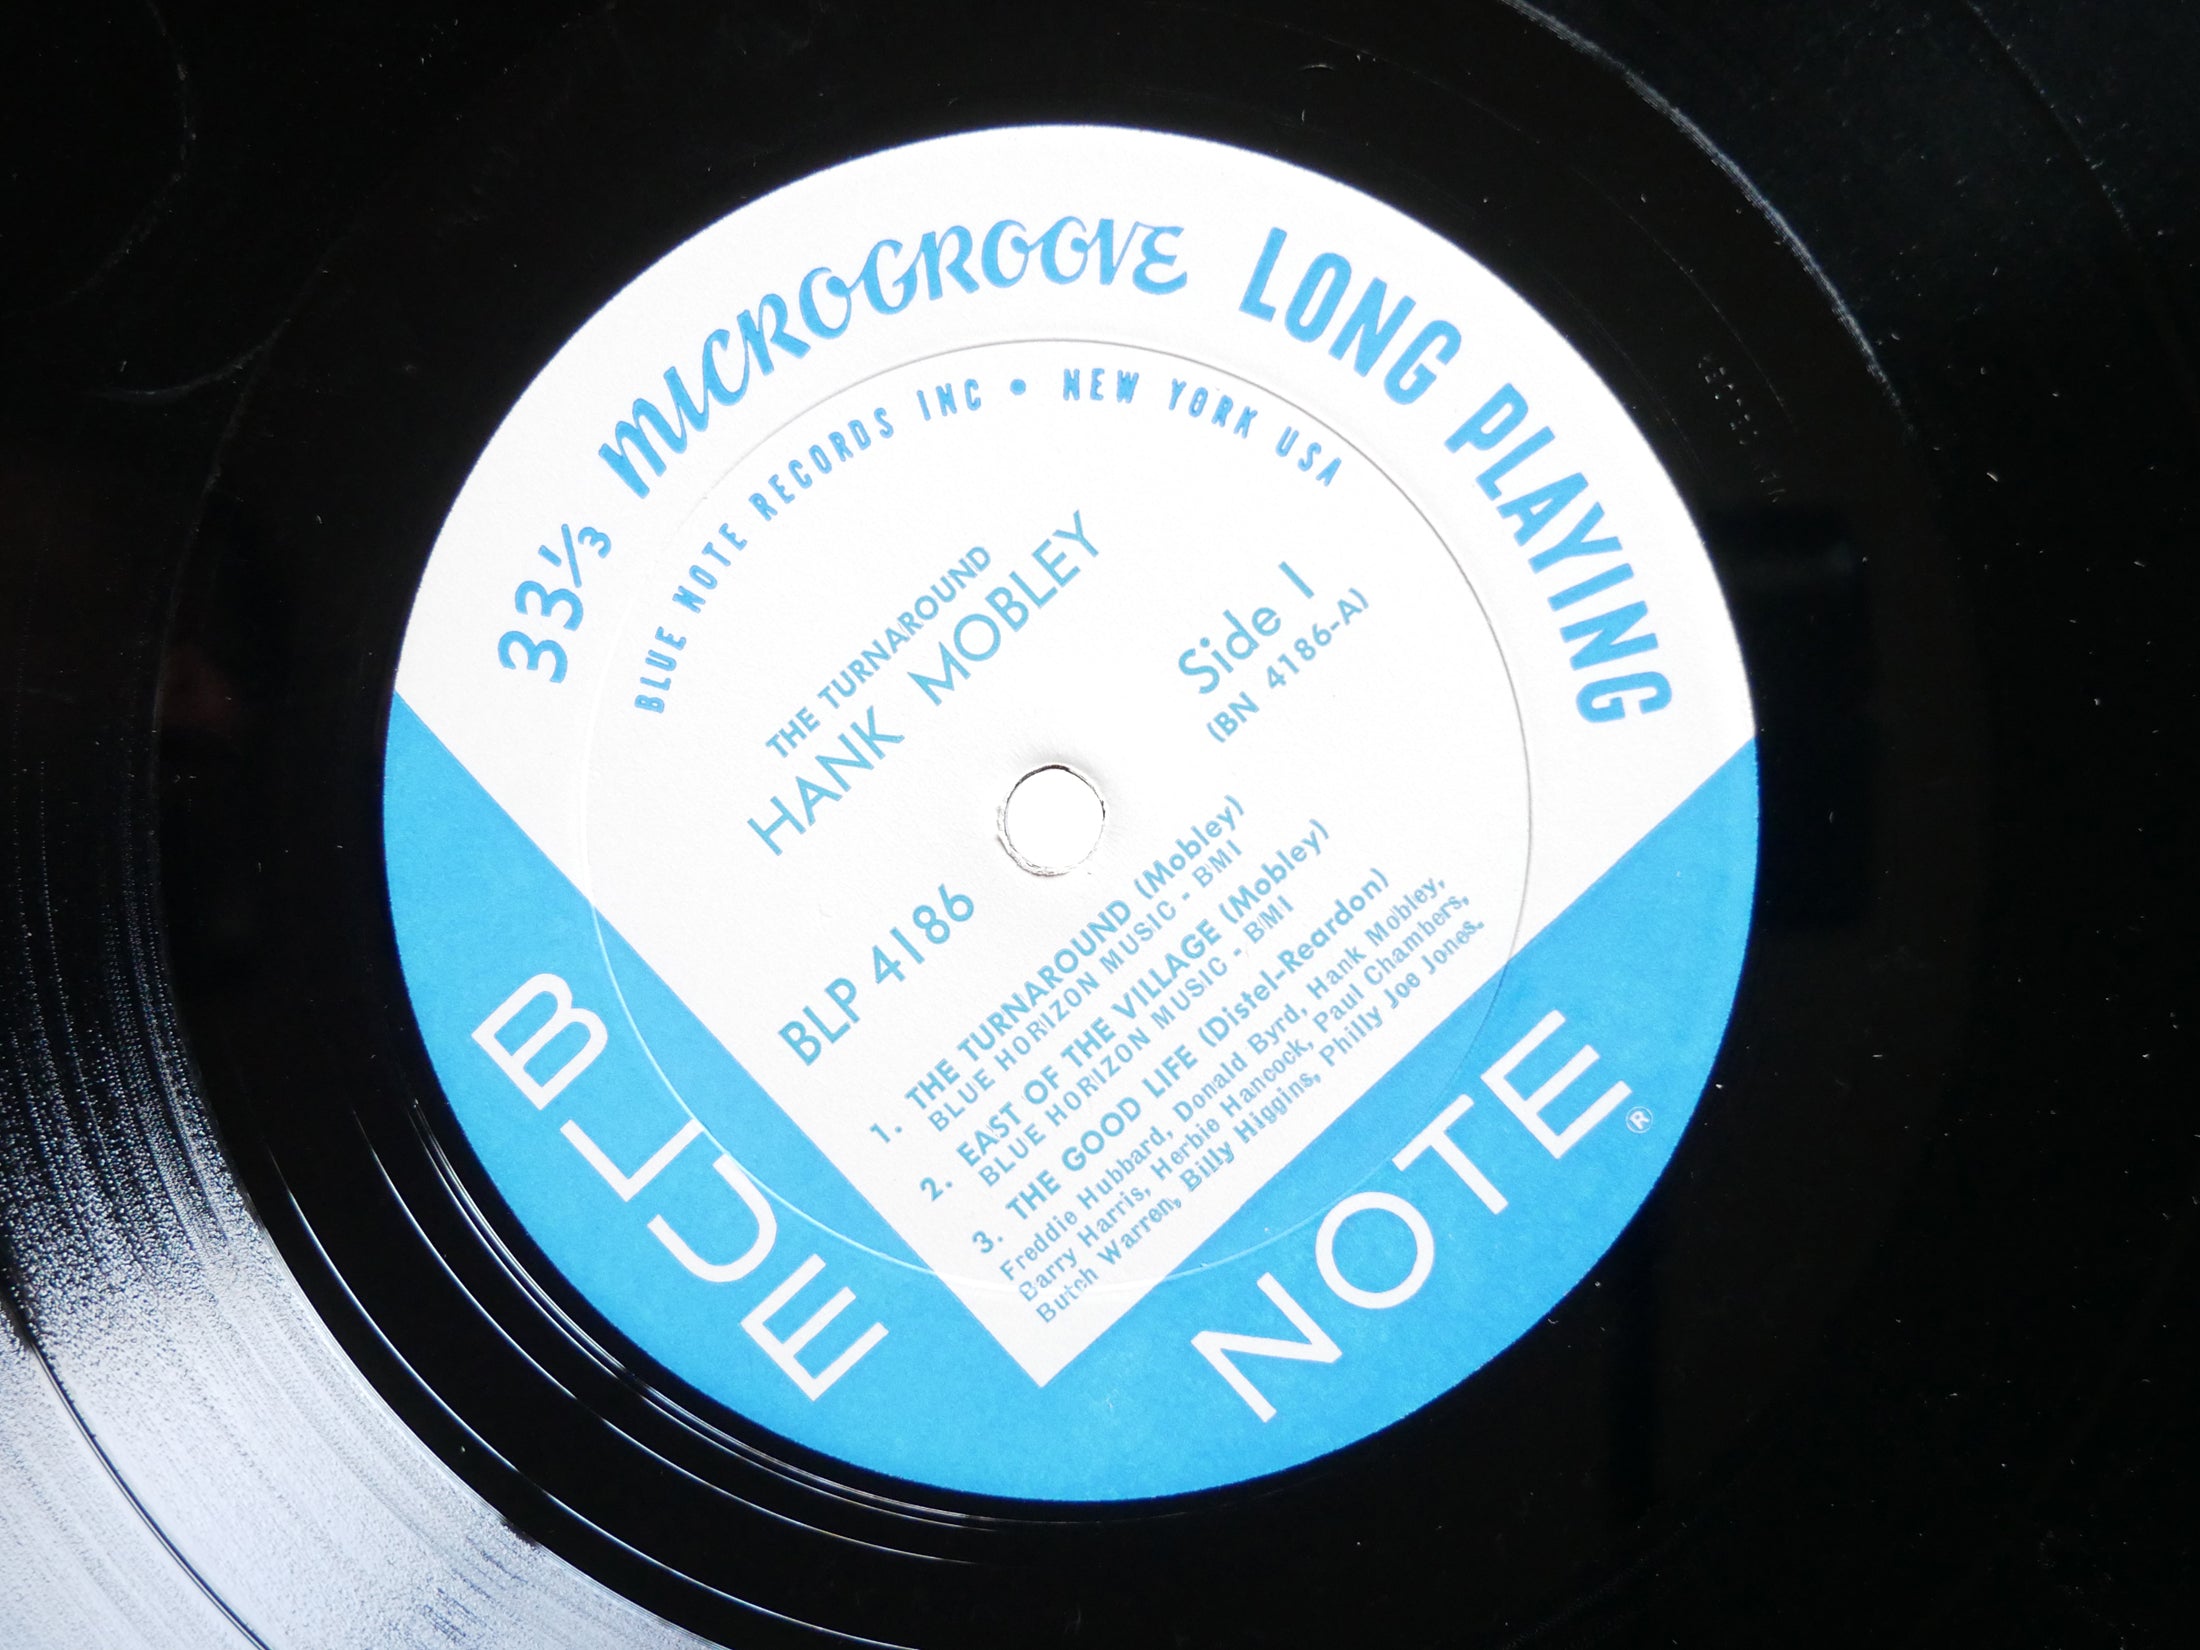 33⅓ MICROGROOVE LONG PLAYING
BLUE NOTE RECORDS INC • NEW YORK USA
THE TURNAROUND
HANK MOBLEY
Side 1
(BN 4186-A)
BLP 4186
1. THE TURNAROUND (Mobley)
BLUE HORIZON MUSIC - BMI
2. EAST OF THE VILLAGE (Mobley)
BLUE HORIZON MUSIC - BMI
3. THE GOOD LIFE (Distel-Reardon)
Freddie Hubbard, Donald Byrd, Hank Mobley,
Barry Harris, Herbie Hancock, Paul Chambers,
Butch Warren, Billy Higgins, Philly Joe Jones.
BLUE NOTE ®